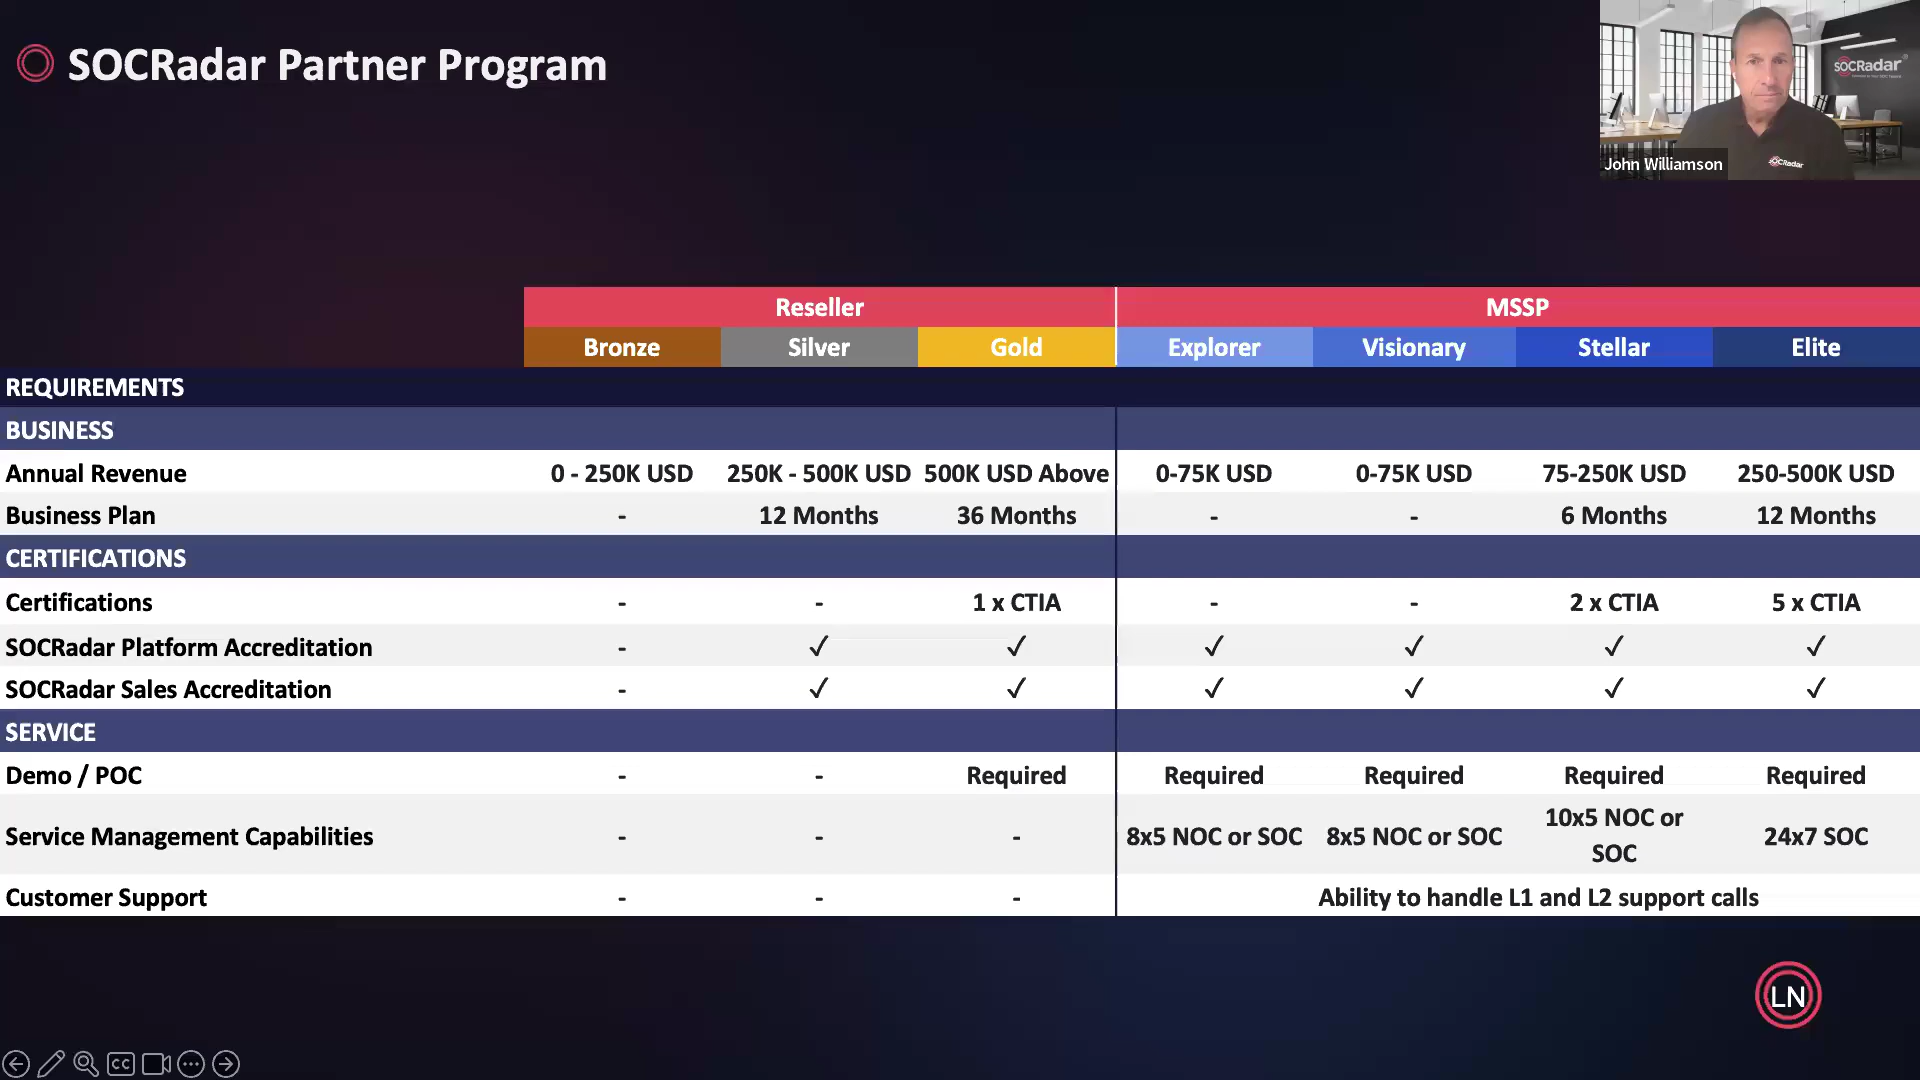 SOCRadar Partner Program
SOCRadar
John Williamson
SOCRadar
Reseller MSSP
Bronze Silver Gold Explorer Visionary Stellar Elite
REQUIREMENTS
BUSINESS
Annual Revenue 0 - 250K USD 250K - 500K USD 500K USD Above 0-75K USD 0-75K USD 75-250K USD 250-500K USD
Business Plan - 12 Months 36 Months - - 6 Months 12 Months
CERTIFICATIONS
Certifications - - 1 x CTIA - - 2 x CTIA 5 x CTIA
SOCRadar Platform Accreditation - ✓ ✓ ✓ ✓ ✓ ✓
SOCRadar Sales Accreditation - ✓ ✓ ✓ ✓ ✓ ✓
SERVICE
Demo / POC - - Required Required Required Required Required
Service Management Capabilities - - - 8x5 NOC or SOC 8x5 NOC or SOC 10x5 NOC or SOC 24x7 SOC
Customer Support - - - Ability to handle L1 and L2 support calls
LN
CC